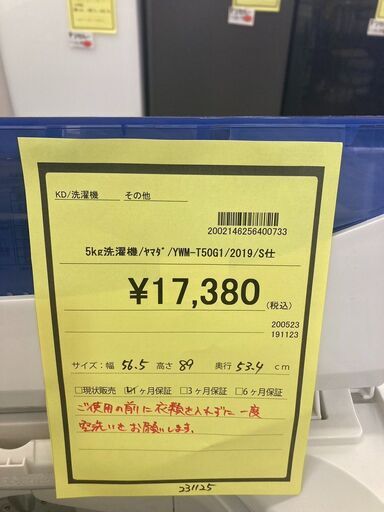 KD/洗濯機 その他
2002146256400733
5kg洗濯機/ﾔﾏﾀﾞ/YWM-T50G1/2019/S仕
¥17,380(税込)
200523
191123
サイズ:幅 56.5 高さ 89 奥行 53.4 cm
□現状販売 ☑1ヶ月保証 □3ヶ月保証 □6ヶ月保証
ご使用の前に衣類を入れずに一度
空洗いをお願いします。
231125